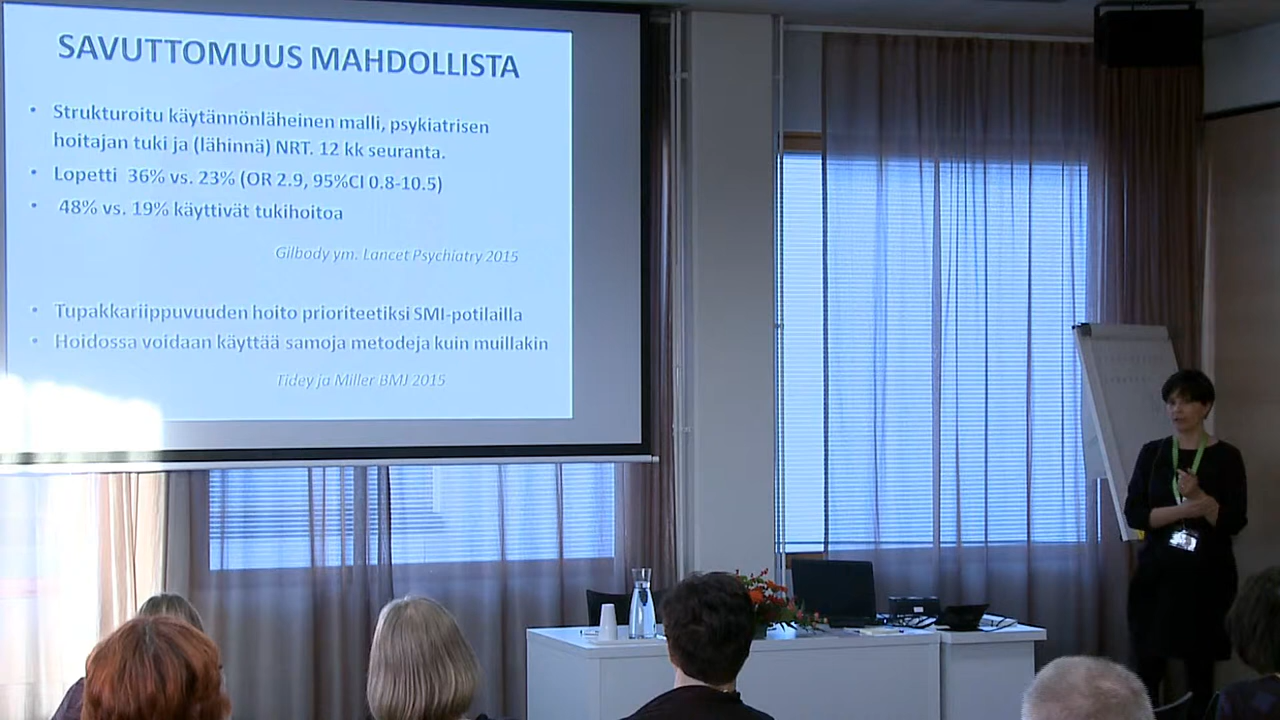 SAVUTTOMUUS MAHDOLLISTA
• Strukturoitu käytännönläheinen malli, psykiatrisen
hoitajan tuki ja (lähinnä) NRT. 12 kk seuranta.
• Lopetti 36% vs. 23% (OR 2.9, 95%CI 0.8-10.5)
• 48% vs. 19% käyttivät tukihoitoa
Gilbody ym. Lancet Psychiatry 2015
• Tupakkariippuvuuden hoito prioriteetiksi SMI-potilailla
• Hoidossa voidaan käyttää samoja metodeja kuin muillakin
Tidey ja Miller BMJ 2015